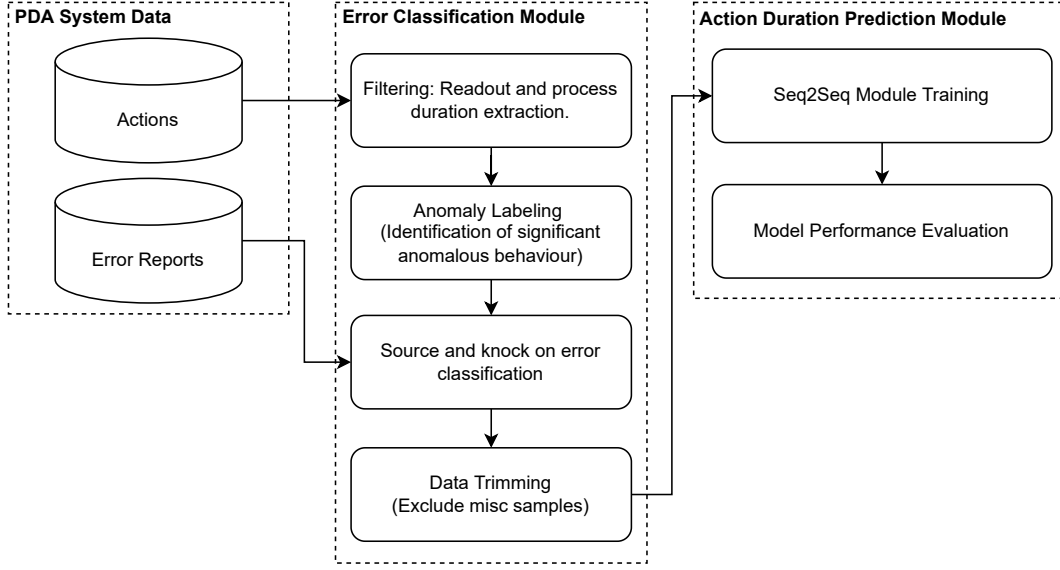 PDA System Data
Actions
Error Reports
Error Classification Module
Filtering: Readout and process
duration extraction.
Anomaly Labeling
(Identification of significant
anomalous behaviour)
Source and knock on error
classification
Data Trimming
(Exclude misc samples)
Action Duration Prediction Module
Seq2Seq Module Training
Model Performance Evaluation